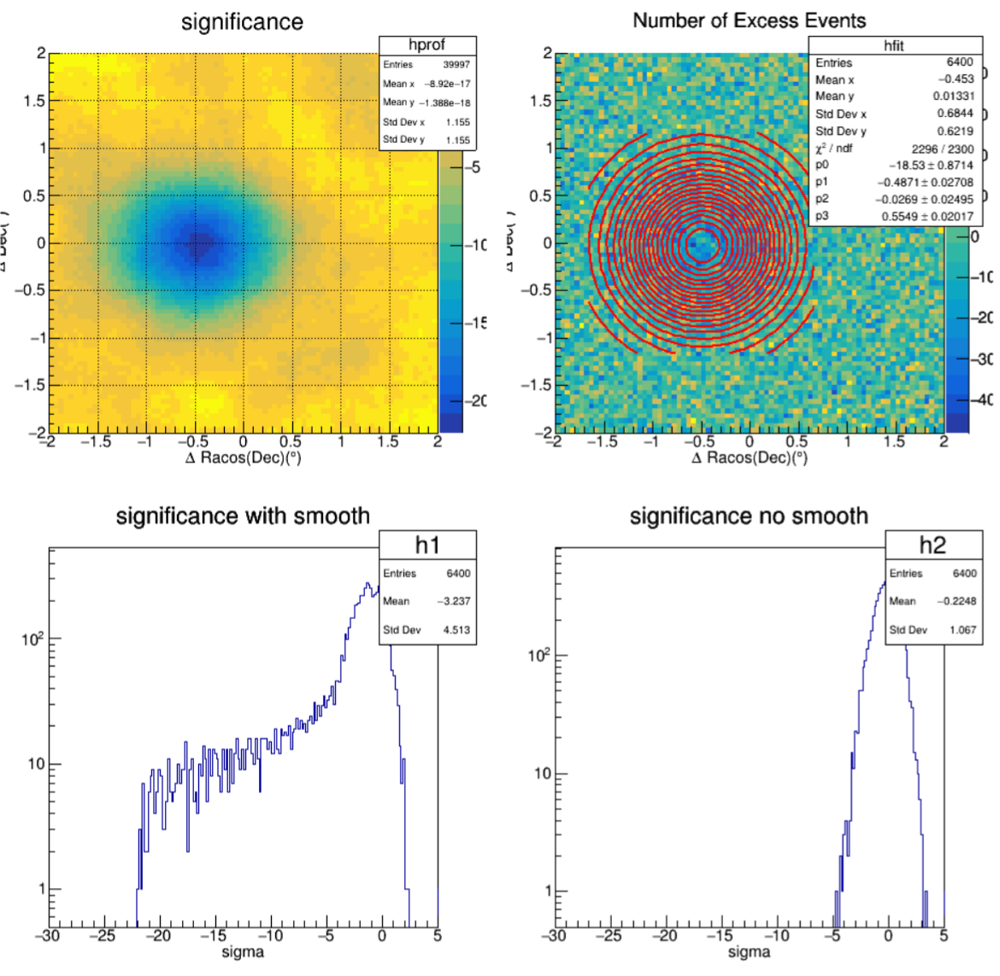 significance
hprof
Entries 39997
Mean x −8.92e−17
Mean y −1.388e−18
Std Dev x 1.155
Std Dev y 1.155
2
1.5
1
0.5
0
−0.5
−1
−1.5
−2
−2 −1.5 −1 −0.5 0 0.5 1 1.5 2
Δ Racos(Dec)(°)
−5
−10
−15
−20
Number of Excess Events
hfit
Entries 6400
Mean x −0.453
Mean y 0.01331
Std Dev x 0.6844
Std Dev y 0.6219
χ² / ndf 2296 / 2300
p0 −18.53 ± 0.8714
p1 −0.4871 ± 0.02708
p2 −0.0269 ± 0.02495
p3 0.5549 ± 0.02017
2
1.5
1
0.5
0
−0.5
−1
−1.5
−2
−2 −1.5 −1 −0.5 0 0.5 1 1.5 2
Δ Racos(Dec)(°)
0
−10
−20
−30
−40
significance with smooth
h1
Entries 6400
Mean −3.237
Std Dev 4.513
10²
10
1
−30 −25 −20 −15 −10 −5 0 5
sigma
significance no smooth
h2
Entries 6400
Mean −0.2248
Std Dev 1.067
10²
10
1
−30 −25 −20 −15 −10 −5 0 5
sigma